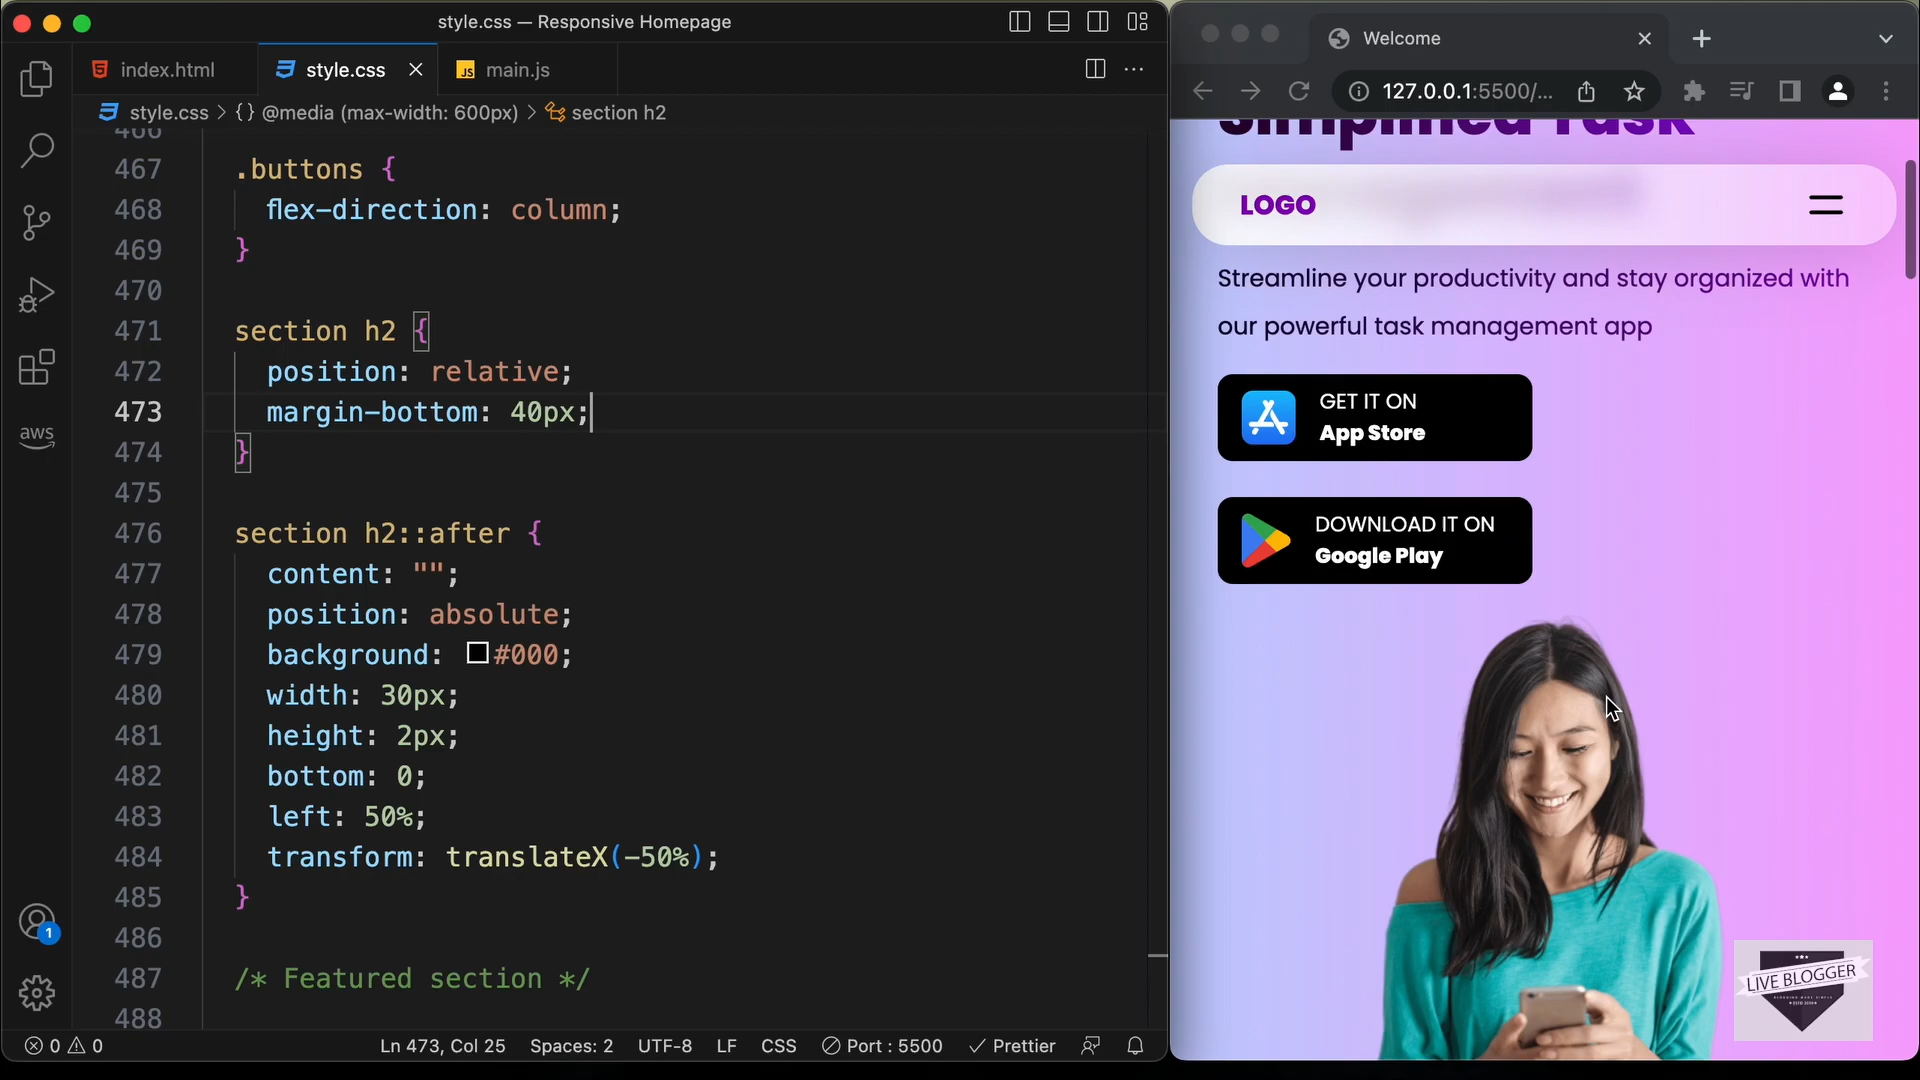 style.css — Responsive Homepage
index.html
style.css
JS main.js
style.css > {} @media (max-width: 600px) > section h2
466
467 .buttons {
468 flex-direction: column;
469 }
470
471 section h2 {
472 position: relative;
473 margin-bottom: 40px;
474 }
475
476 section h2::after {
477 content: "";
478 position: absolute;
479 background: #000;
480 width: 30px;
481 height: 2px;
482 bottom: 0;
483 left: 50%;
484 transform: translateX(-50%);
485 }
486
487 /* Featured section */
488
aws
1
0 0
Ln 473, Col 25
Spaces: 2
UTF-8
LF
CSS
Port : 5500
Prettier
Welcome
127.0.0.1:5500/...
Simplified Task
LOGO
Streamline your productivity and stay organized with
our powerful task management app
GET IT ON
App Store
DOWNLOAD IT ON
Google Play
LIVE BLOGGER